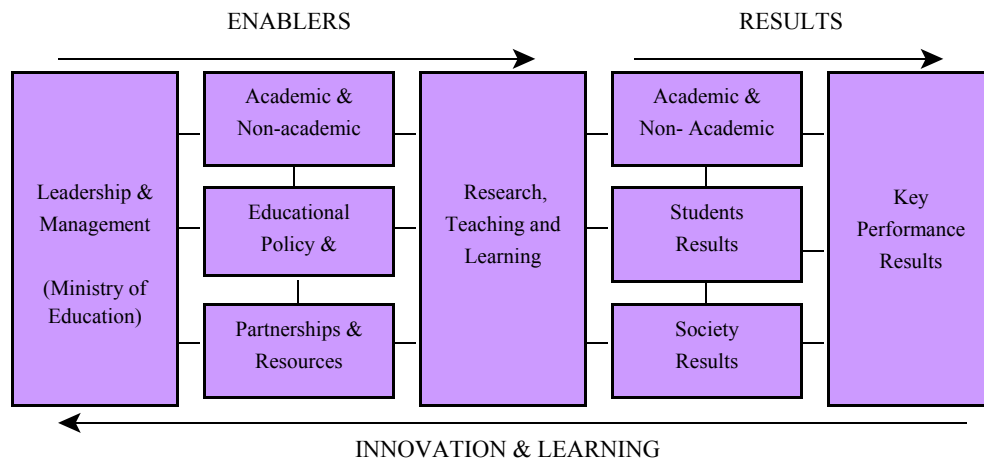 ENABLERS
RESULTS
Leadership &
Management
(Ministry of
Education)
Academic &
Non-academic
Educational
Policy &
Partnerships &
Resources
Research,
Teaching and
Learning
Academic &
Non- Academic
Students
Results
Society
Results
Key
Performance
Results
INNOVATION & LEARNING